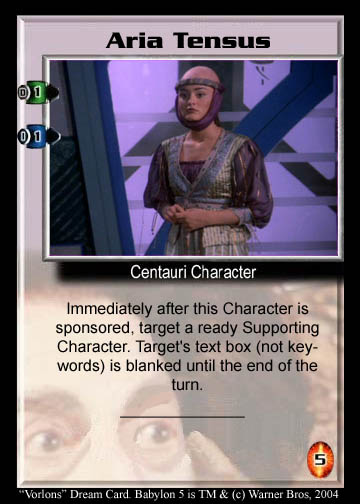 Aria Tensus
D 1
D 1
Centauri Character
Immediately after this Character is
sponsored, target a ready Supporting
Character. Target's text box (not key-
words) is blanked until the end of the
turn.
5
"Vorlons" Dream Card. Babylon 5 is TM & (c) Warner Bros, 2004